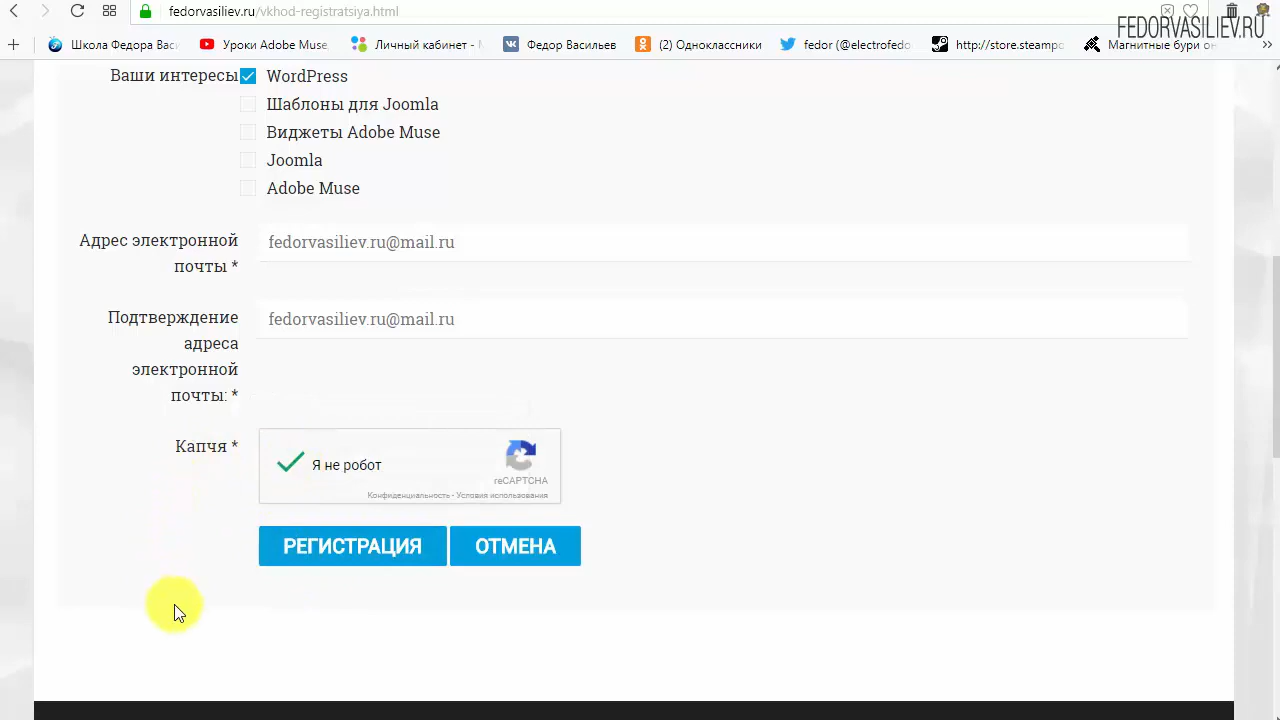 fedorvasiliev.ru/vkhod-registratsiya.html
FEDORVASILIEV.RU
Школа Федора Васи
Уроки Adobe Muse,
Личный кабинет -
Федор Васильев
(2) Одноклассники
fedor (@electrofedo
http://store.steampo
Магнитные бури он
Ваши интересы
WordPress
Шаблоны для Joomla
Виджеты Adobe Muse
Joomla
Adobe Muse
Адрес электронной
почты *
fedorvasiliev.ru@mail.ru
Подтверждение
адреса
электронной
почты: *
fedorvasiliev.ru@mail.ru
Капчя *
Я не робот
reCAPTCHA
Конфиденциальность - Условия использования
РЕГИСТРАЦИЯ
ОТМЕНА